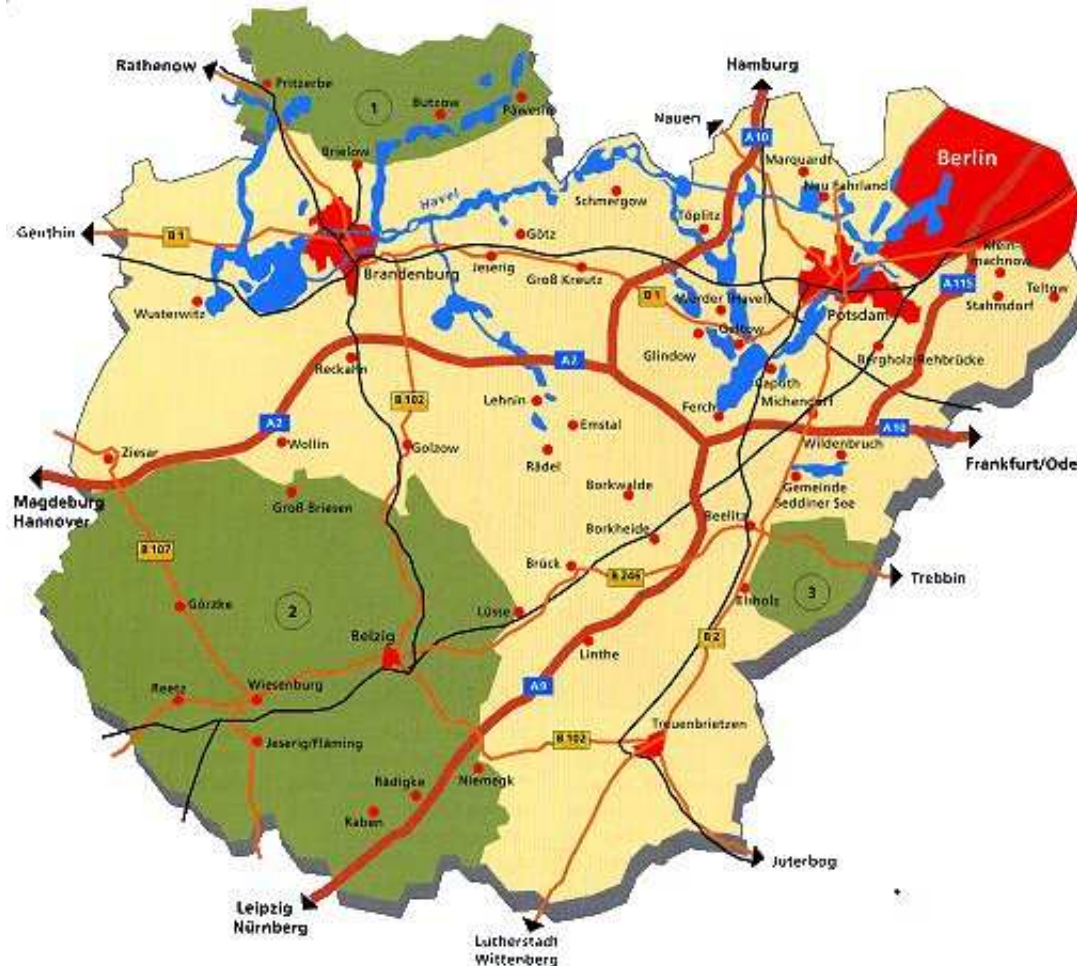 Hamburg
Rathenow
Pritzerbe
1
Butzow
Päwesin
Nauen
A 10
Marquardt
Berlin
Brielow
Neu Fahrland
Schmergow
Havel
Töplitz
Genthin
B 1
Götz
Klein-
machnow
Brandenburg
Jeserig
Groß Kreutz
A 115
Teltow
Stahnsdorf
Wusterwitz
B 1
Werder (Havel)
Potsdam
Geltow
Glindow
Bergholz-Rehbrücke
Reckahn
A 2
Caputh
Michendorf
Lehnin
B 102
Ferch
A 2
Emstal
A 10
Wollin
Golzow
Wildenbruch
Ziesar
Rädel
Frankfurt/Ode
Magdeburg
Hannover
Groß Briesen
Borkwalde
Gemeinde
Seddiner See
Beelitz
Borkheide
B 107
Brück
B 246
Trebbin
Elsholz
3
Görzke
2
Lüsse
Belzig
Linthe
B 2
Reetz
Wiesenburg
A 9
Treuenbrietzen
Jeserig/Fläming
B 102
Niemegk
Rädigke
Raben
Juterbog
Leipzig
Nürnberg
Lutherstadt
Wittenberg